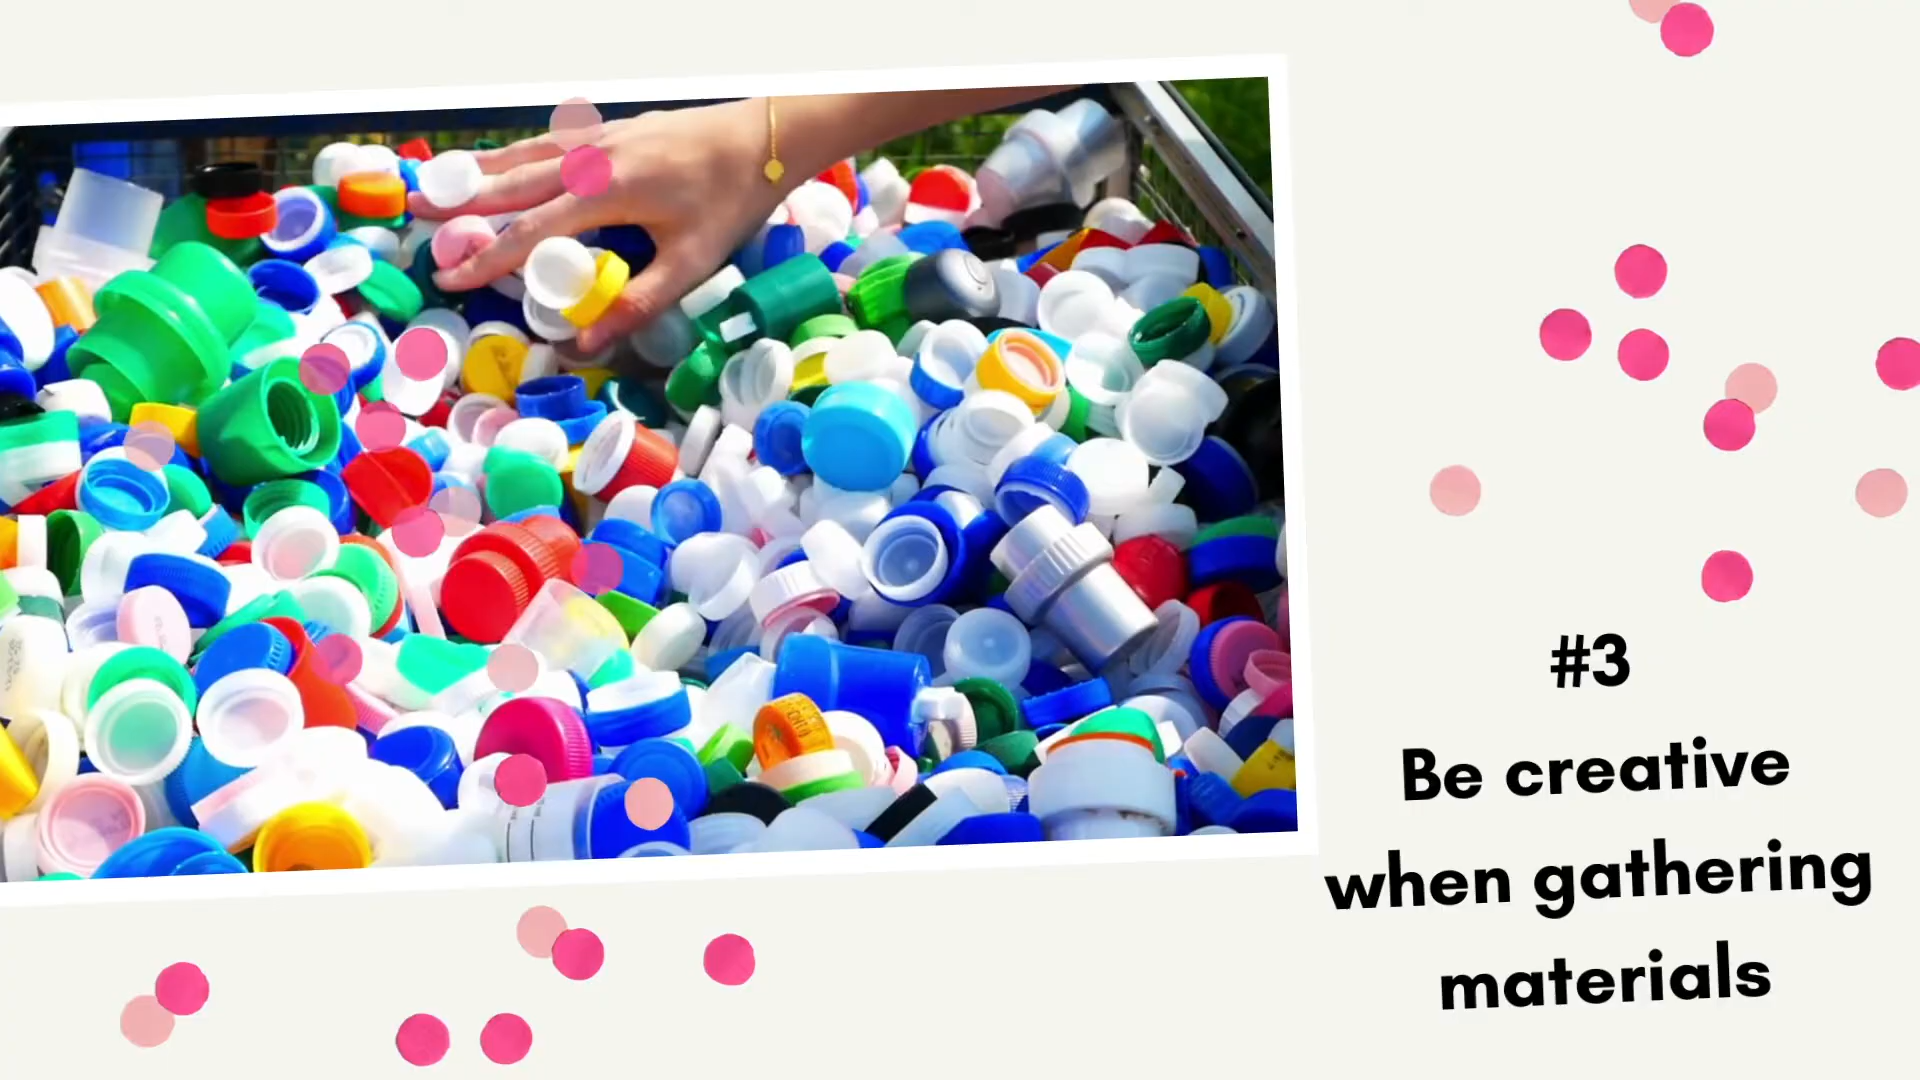 #3
Be creative
when gathering
materials